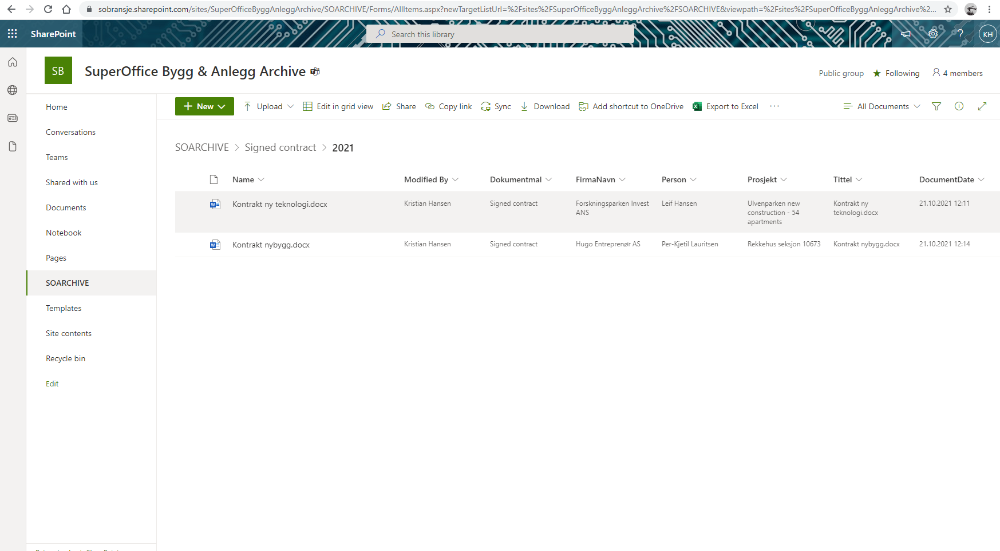 sobransje.sharepoint.com/sites/SuperOfficeByggAnleggArchive/SOARCHIVE/Forms/AllItems.aspx?newTargetListUrl=%2Fsites%2FSuperOfficeByggAnleggArchive%2FSOARCHIVE&viewpath=%2Fsites%2FSuperOfficeByggAnleggArchive%2...
SharePoint
Search this library
?
KH
SB
SuperOffice Bygg & Anlegg Archive
Public group
Following
4 members
Home
Conversations
Teams
Shared with us
Documents
Notebook
Pages
SOARCHIVE
Templates
Site contents
Recycle bin
Edit
New
Upload
Edit in grid view
Share
Copy link
Sync
Download
Add shortcut to OneDrive
Export to Excel
...
All Documents
SOARCHIVE > Signed contract > 2021
Name
Modified By
Dokumentmal
FirmaNavn
Person
Prosjekt
Tittel
DocumentDate
Kontrakt ny teknologi.docx
Kristian Hansen
Signed contract
Forskningsparken Invest
ANS
Leif Hansen
Ulvenparken new
construction - 54
apartments
Kontrakt ny
teknologi.docx
21.10.2021 12:11
Kontrakt nybygg.docx
Kristian Hansen
Signed contract
Hugo Entreprenør AS
Per-Kjetil Lauritsen
Rekkehus seksjon 10673
Kontrakt nybygg.docx
21.10.2021 12:14